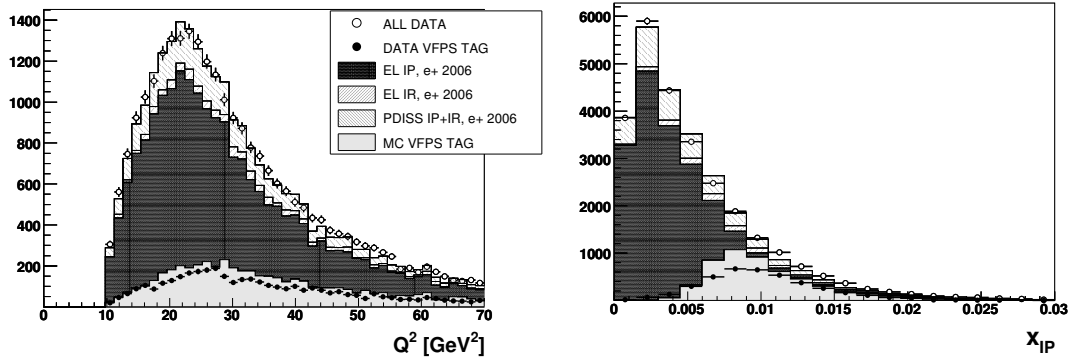 1400
1200
1000
800
600
400
200
0 10 20 30 40 50 60 70
Q2 [GeV2]
ALL DATA
DATA VFPS TAG
EL IP, e+ 2006
EL IR, e+ 2006
PDISS IP+IR, e+ 2006
MC VFPS TAG
6000
5000
4000
3000
2000
1000
0
0 0.005 0.01 0.015 0.02 0.025 0.03
xIP